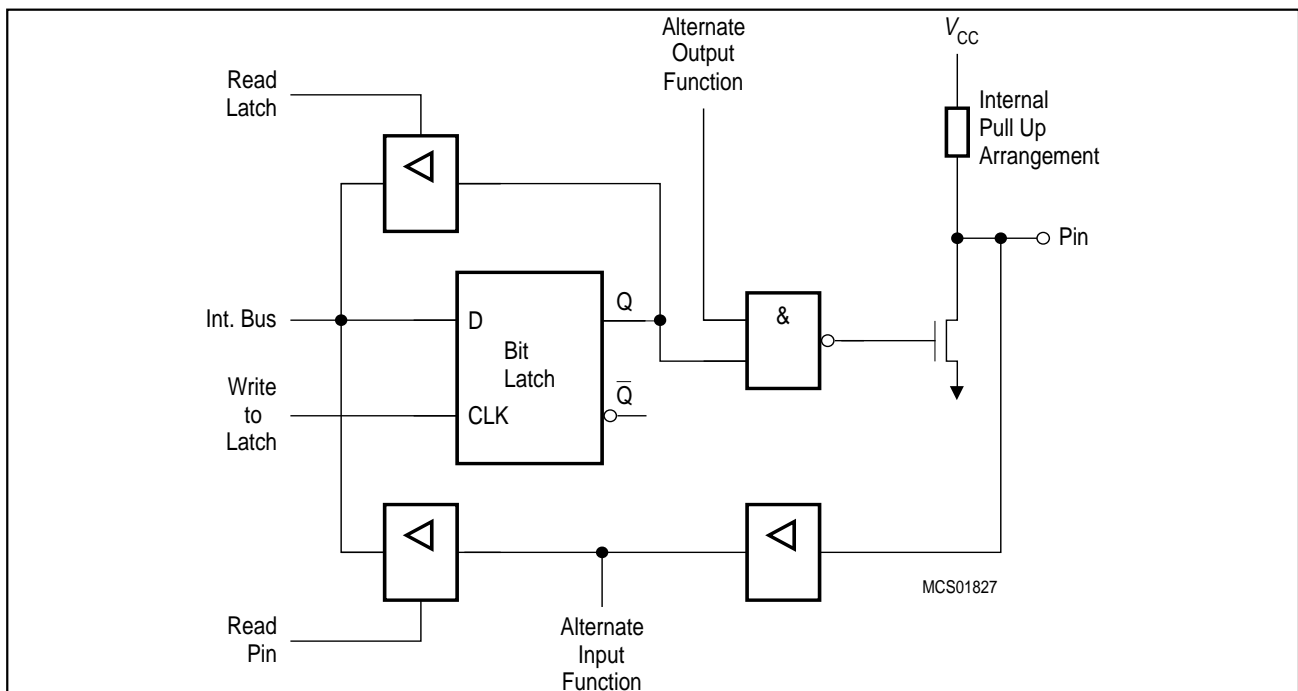 Alternate
Output
Function
VCC
Read
Latch
Internal
Pull Up
Arrangement
Pin
Int. Bus
D
Q
&
Bit
Latch
Q̅
Write
to
Latch
CLK
MCS01827
Read
Pin
Alternate
Input
Function